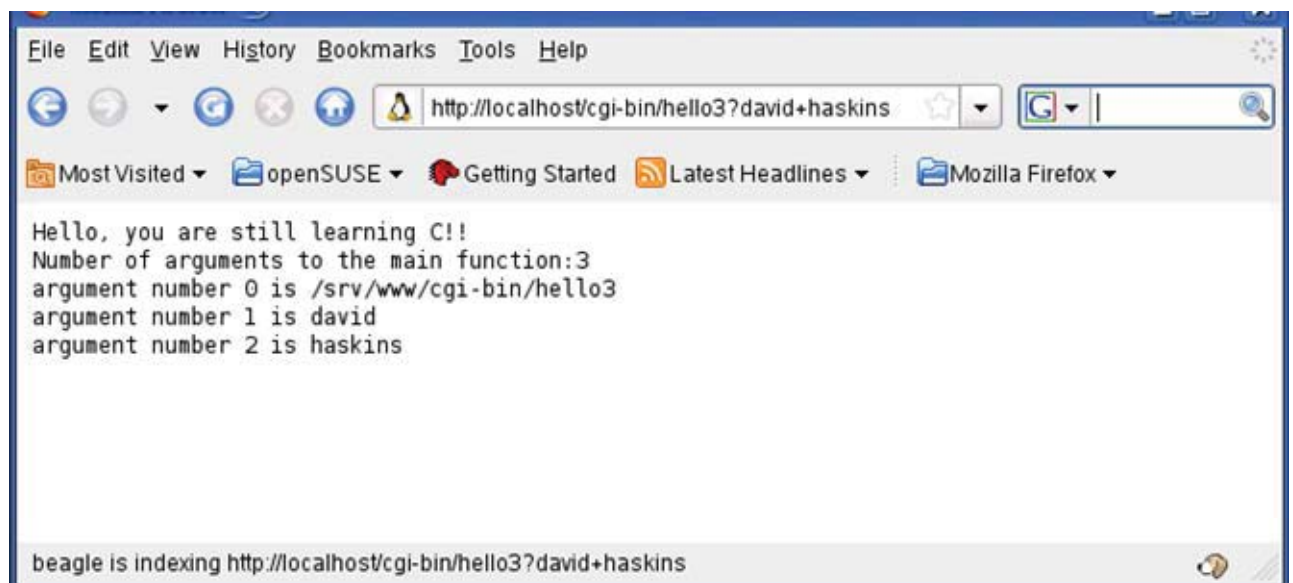 File Edit View History Bookmarks Tools Help
http://localhost/cgi-bin/hello3?david+haskins
G
Most Visited openSUSE Getting Started Latest Headlines Mozilla Firefox
Hello, you are still learning C!!
Number of arguments to the main function:3
argument number 0 is /srv/www/cgi-bin/hello3
argument number 1 is david
argument number 2 is haskins
beagle is indexing http://localhost/cgi-bin/hello3?david+haskins